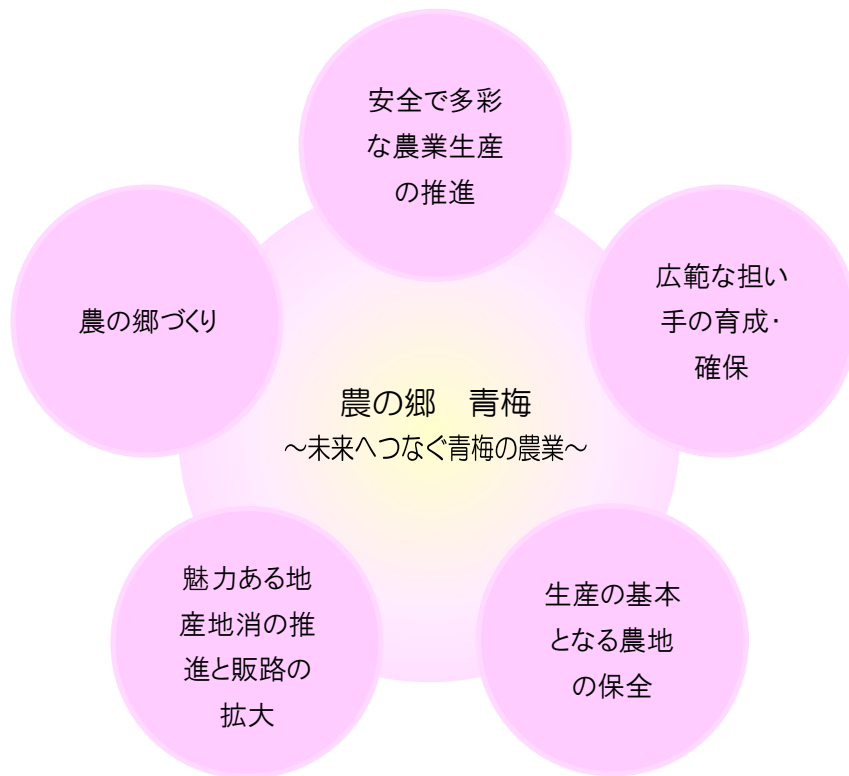 安全で多彩
な農業生産
の推進
広範な担い
手の育成・
確保
農の郷づくり
農の郷　青梅
～未来へつなぐ青梅の農業～
魅力ある地
産地消の推
進と販路の
拡大
生産の基本
となる農地
の保全